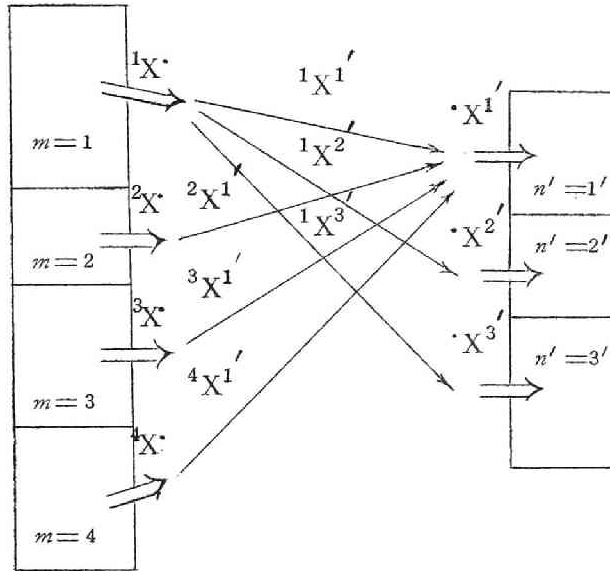 ¹X· ¹X¹′ ·X¹′
m = 1 ¹X²′ n′ = 1′
²X· ²X¹′ ¹X³′ ·X²′
m = 2 n′ = 2′
³X¹′
³X· ·X³′
n′ = 3′
m = 3 ⁴X¹′
⁴X·
m = 4